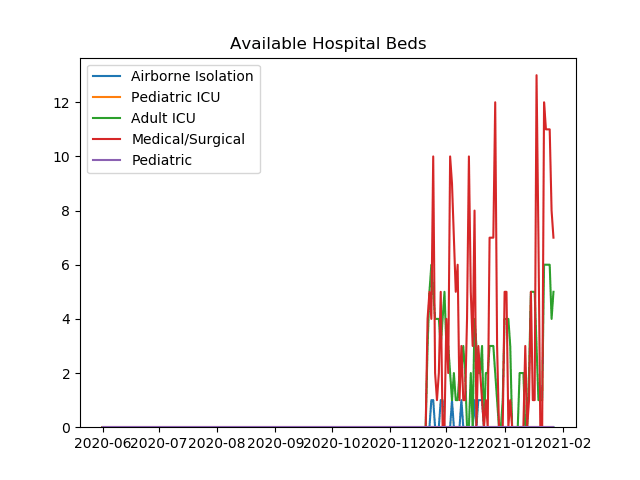 Available Hospital Beds
Airborne Isolation
Pediatric ICU
Adult ICU
Medical/Surgical
Pediatric
12
10
8
6
4
2
0
2020-06 2020-07 2020-08 2020-09 2020-10 2020-11 2020-12 2021-01 2021-02